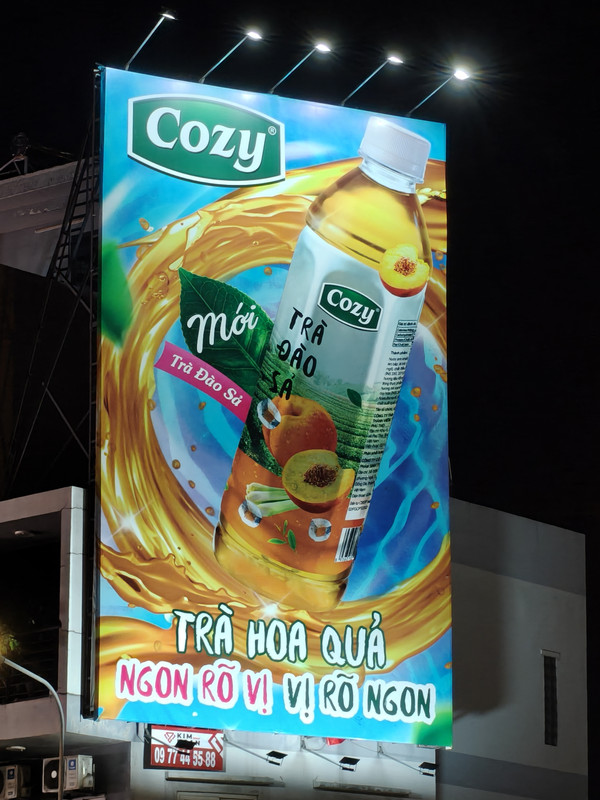 Cozy®
Cozy
TRÀ
ĐÀO
SẢ
Mới
Trà Đào Sả
TRÀ HOA QUẢ
NGON RÕ VỊ VỊ RÕ NGON
KIM
09 77 44 55 88